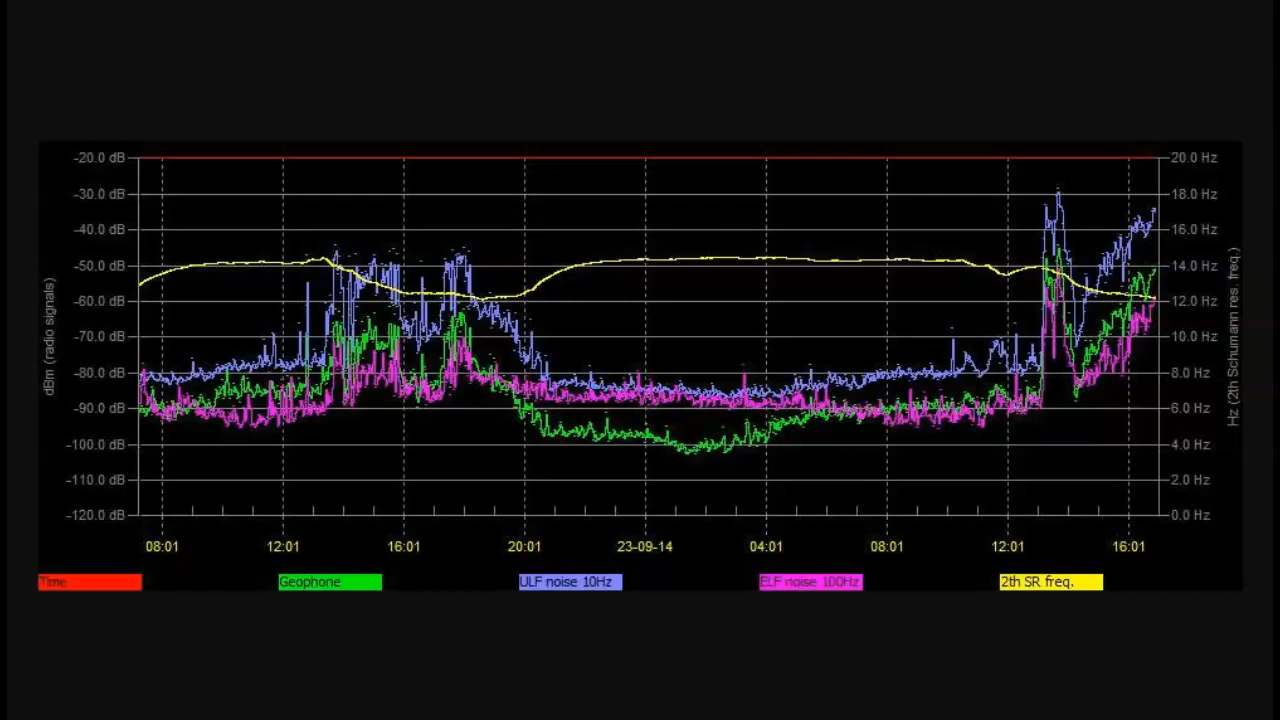 -20.0 dB 20.0 Hz
-30.0 dB 18.0 Hz
-40.0 dB 16.0 Hz
-50.0 dB 14.0 Hz
-60.0 dB 12.0 Hz
-70.0 dB 10.0 Hz
-80.0 dB 8.0 Hz
-90.0 dB 6.0 Hz
-100.0 dB 4.0 Hz
-110.0 dB 2.0 Hz
-120.0 dB 0.0 Hz
dBm (radio signals)
Hz (2th Schumann res. freq.)
08:01 12:01 16:01 20:01 23-09-14 04:01 08:01 12:01 16:01
Time Geophone ULF noise 10Hz ELF noise 100Hz 2th SR freq.